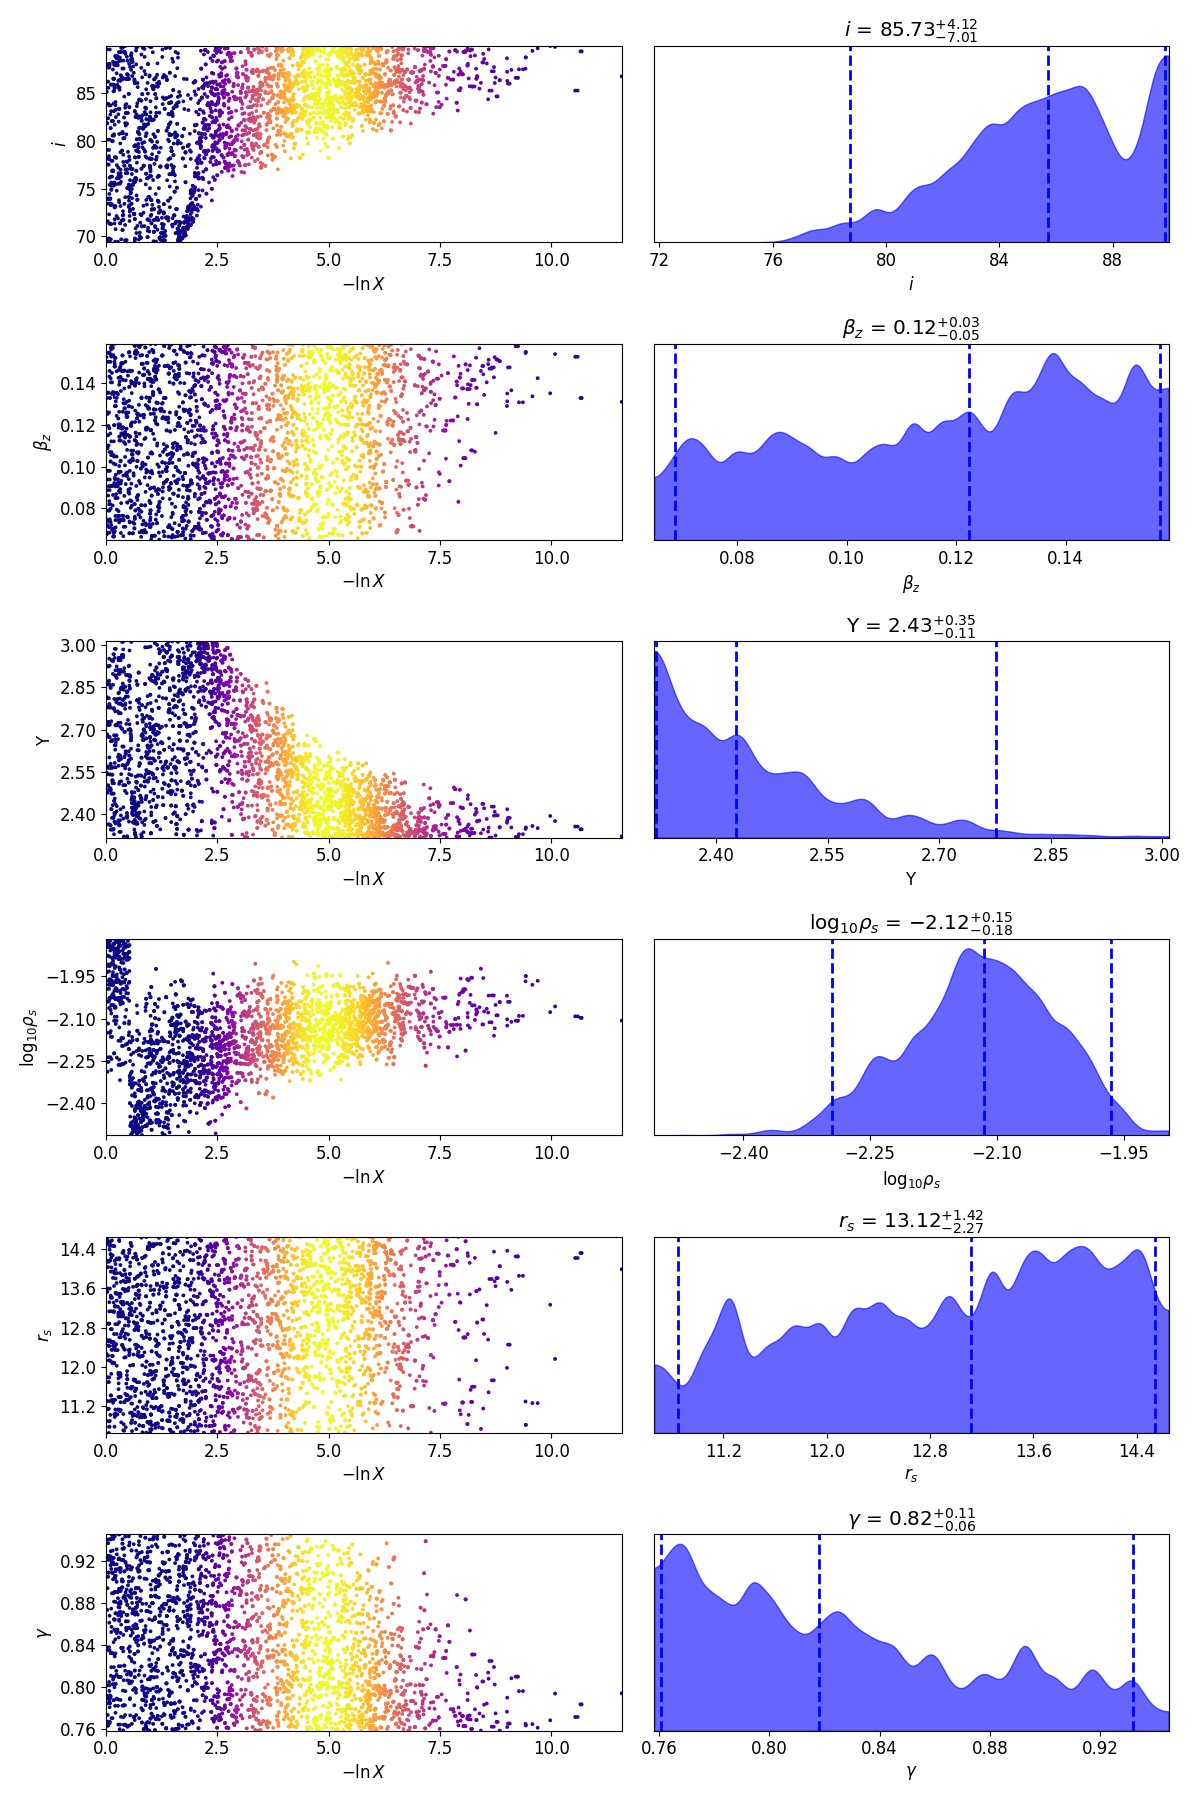 i = 85.73^{+4.12}_{-7.01}
85
80
75
70
i
0.0 2.5 5.0 7.5 10.0
−ln X
72 76 80 84 88
i
β_z = 0.12^{+0.03}_{-0.05}
0.14
0.12
0.10
0.08
β_z
0.0 2.5 5.0 7.5 10.0
−ln X
0.08 0.10 0.12 0.14
β_z
Y = 2.43^{+0.35}_{-0.11}
3.00
2.85
2.70
2.55
2.40
Y
0.0 2.5 5.0 7.5 10.0
−ln X
2.40 2.55 2.70 2.85 3.00
Y
log₁₀ρ_s = −2.12^{+0.15}_{-0.18}
−1.95
−2.10
−2.25
−2.40
log₁₀ρ_s
0.0 2.5 5.0 7.5 10.0
−ln X
−2.40 −2.25 −2.10 −1.95
log₁₀ρ_s
r_s = 13.12^{+1.42}_{-2.27}
14.4
13.6
12.8
12.0
11.2
r_s
0.0 2.5 5.0 7.5 10.0
−ln X
11.2 12.0 12.8 13.6 14.4
r_s
γ = 0.82^{+0.11}_{-0.06}
0.92
0.88
0.84
0.80
0.76
γ
0.0 2.5 5.0 7.5 10.0
−ln X
0.76 0.80 0.84 0.88 0.92
γ